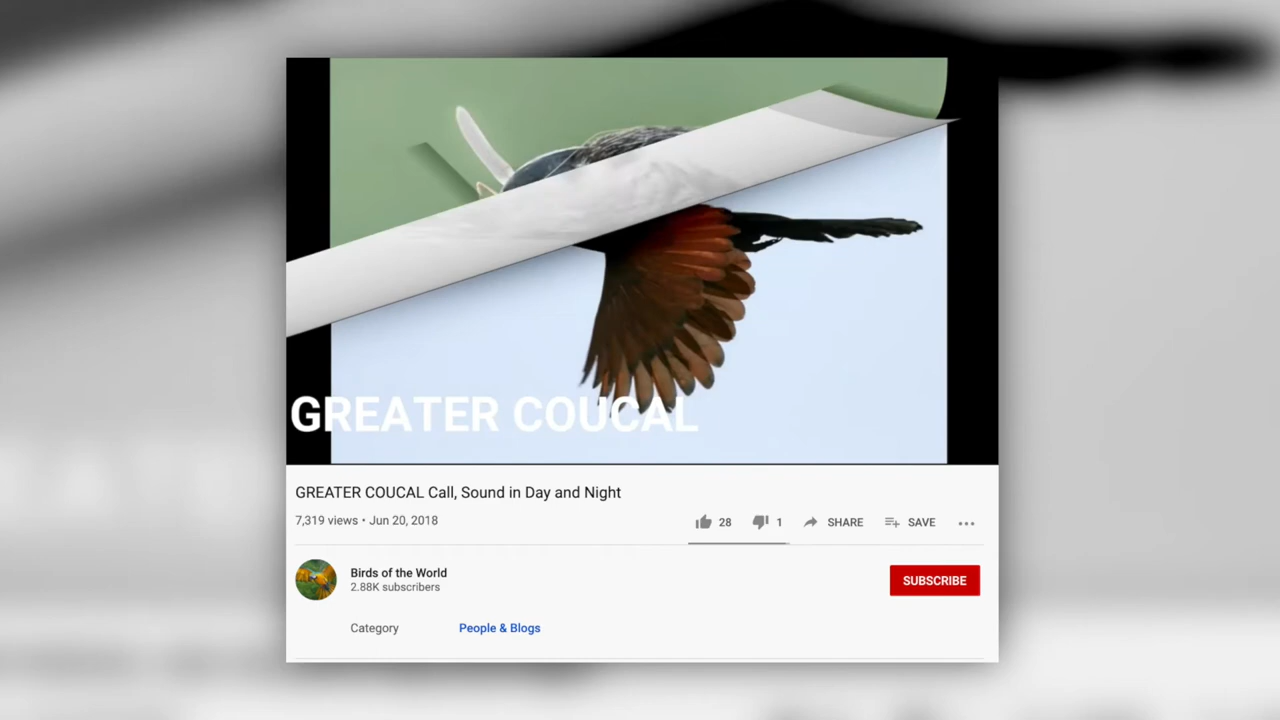 GREATER COUCAL
GREATER COUCAL Call, Sound in Day and Night
7,319 views • Jun 20, 2018
28 1 SHARE SAVE
Birds of the World
2.88K subscribers
SUBSCRIBE
Category People & Blogs